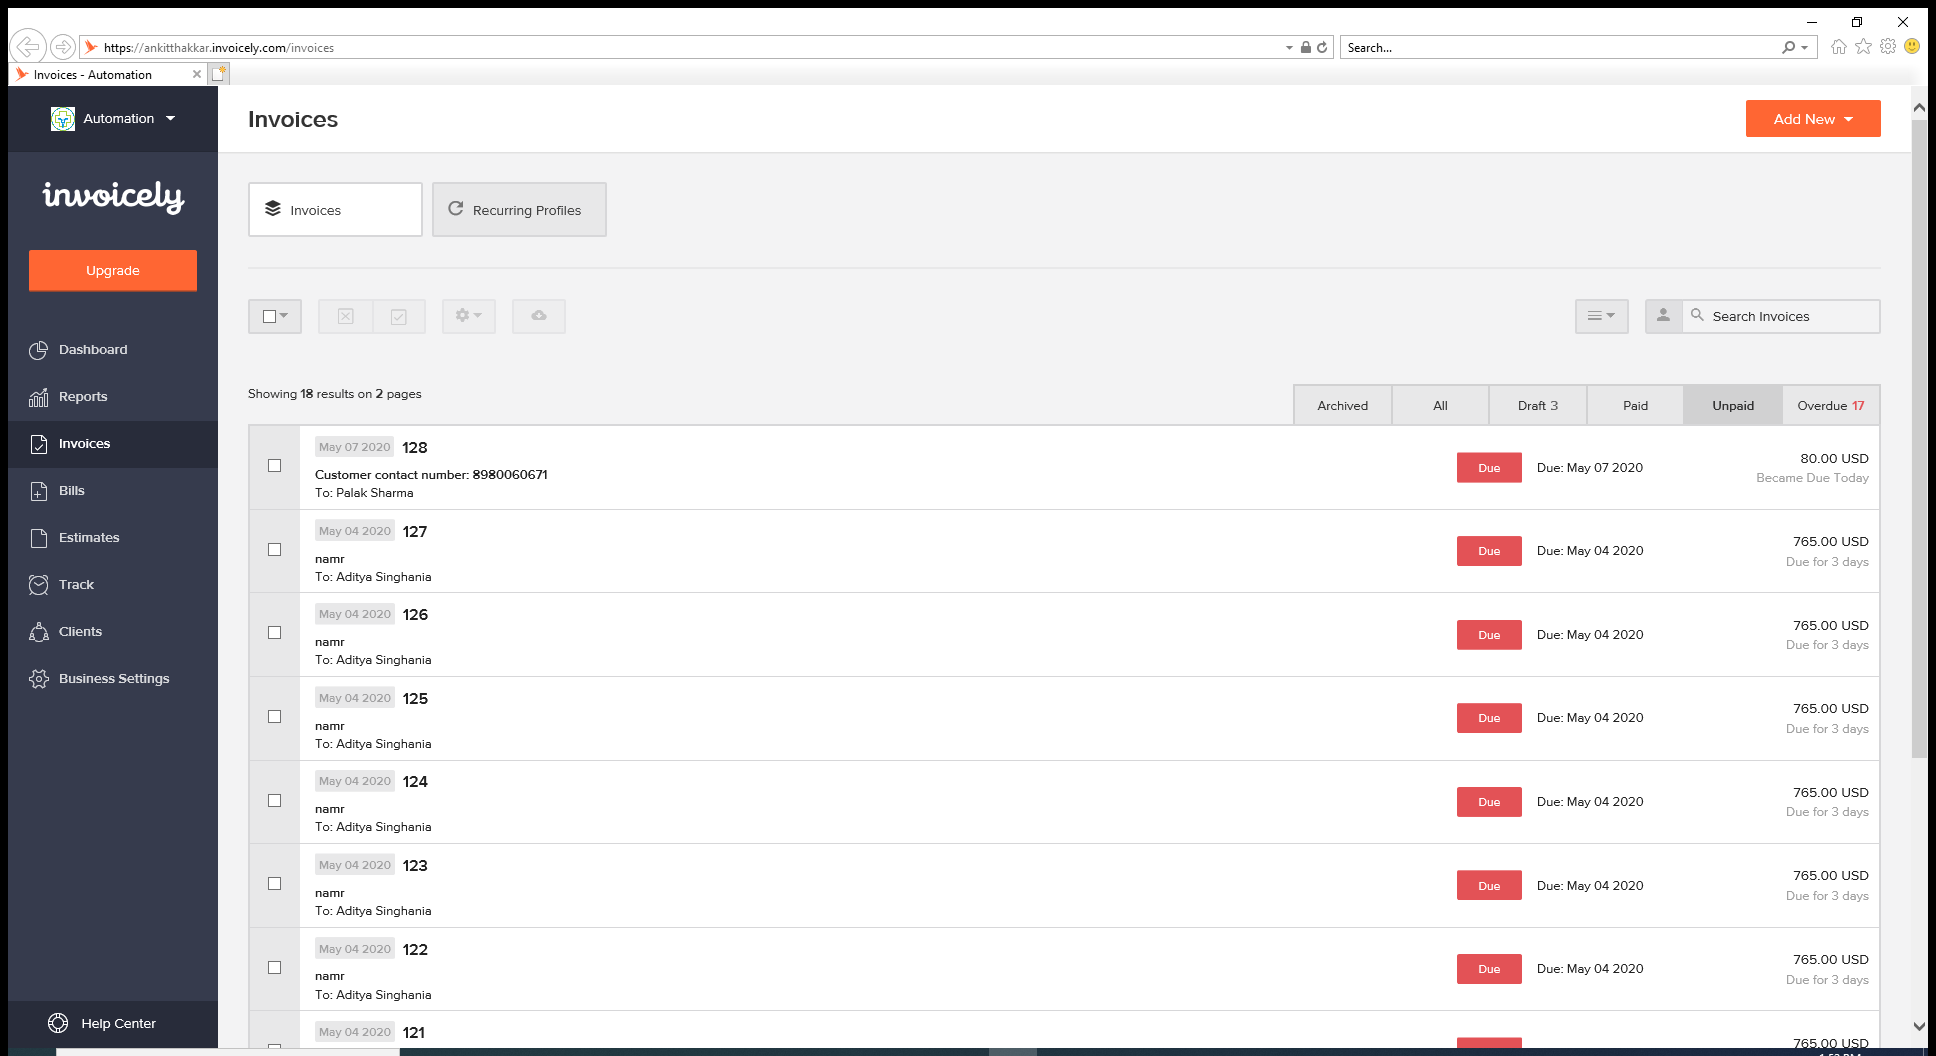 https://ankitthakkar.invoicely.com/invoices
Search...
Invoices - Automation
Automation
Invoices
Add New
invoicely
Invoices
Recurring Profiles
Upgrade
Search Invoices
Dashboard
Reports
Invoices
Bills
Estimates
Track
Clients
Business Settings
Help Center
Showing 18 results on 2 pages
Archived
All
Draft 3
Paid
Unpaid
Overdue 17
May 07 2020 128
Customer contact number: 8980060671
To: Palak Sharma
Due
Due: May 07 2020
80.00 USD
Became Due Today
May 04 2020 127
namr
To: Aditya Singhania
Due
Due: May 04 2020
765.00 USD
Due for 3 days
May 04 2020 126
namr
To: Aditya Singhania
Due
Due: May 04 2020
765.00 USD
Due for 3 days
May 04 2020 125
namr
To: Aditya Singhania
Due
Due: May 04 2020
765.00 USD
Due for 3 days
May 04 2020 124
namr
To: Aditya Singhania
Due
Due: May 04 2020
765.00 USD
Due for 3 days
May 04 2020 123
namr
To: Aditya Singhania
Due
Due: May 04 2020
765.00 USD
Due for 3 days
May 04 2020 122
namr
To: Aditya Singhania
Due
Due: May 04 2020
765.00 USD
Due for 3 days
May 04 2020 121
765.00 USD